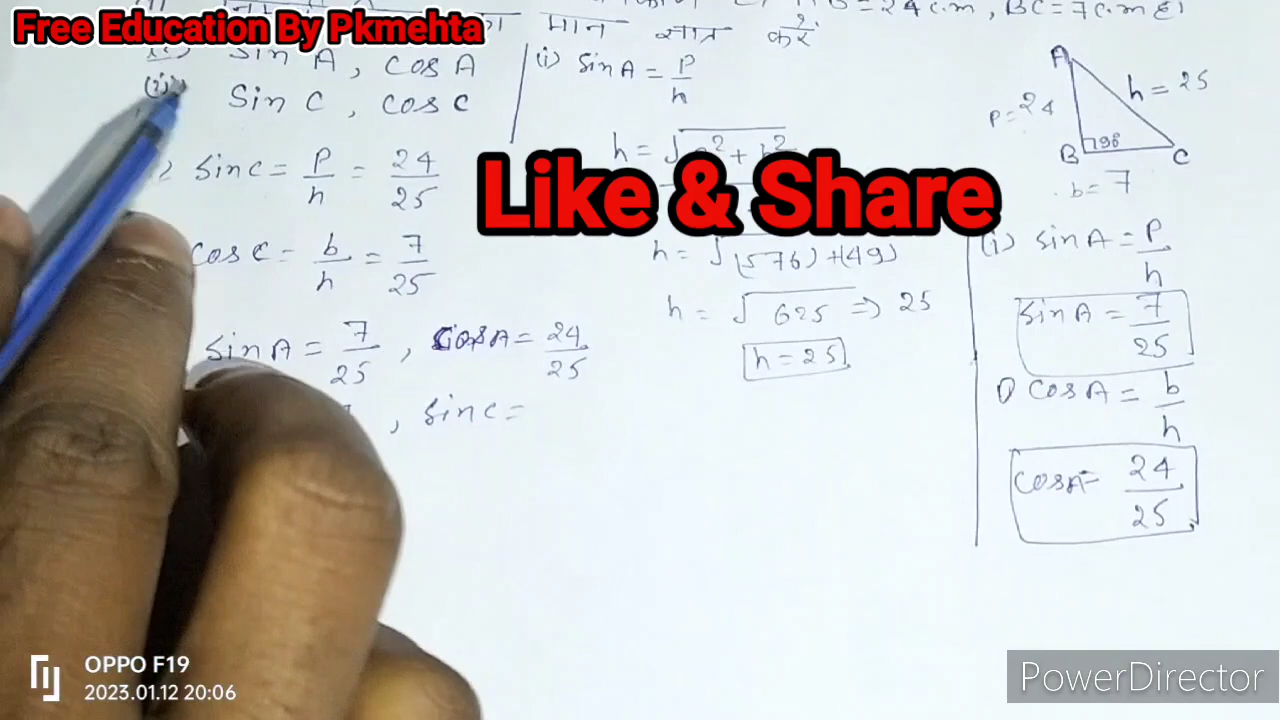 Free Education By Pkmehta
B = 24 cm, BC = 7 cm है।
मान ज्ञात करें
Sin A, cos A
(ii) Sin C, cos C
sin c = P/h = 24/25
cos c = b/h = 7/25
sin A = 7/25, cos A = 24/25
, sin c =
(i) sin A = P/h
h = √ 2 + b2
Like & Share
h = √(576) + (49)
h = √625 => 25
h = 25
A
P = 24
h = 25
B 90° C
b = 7
(i) sin A = P/h
sin A = 7/25
cos A = b/h
cos A = 24/25
OPPO F19
2023.01.12 20:06
PowerDirector